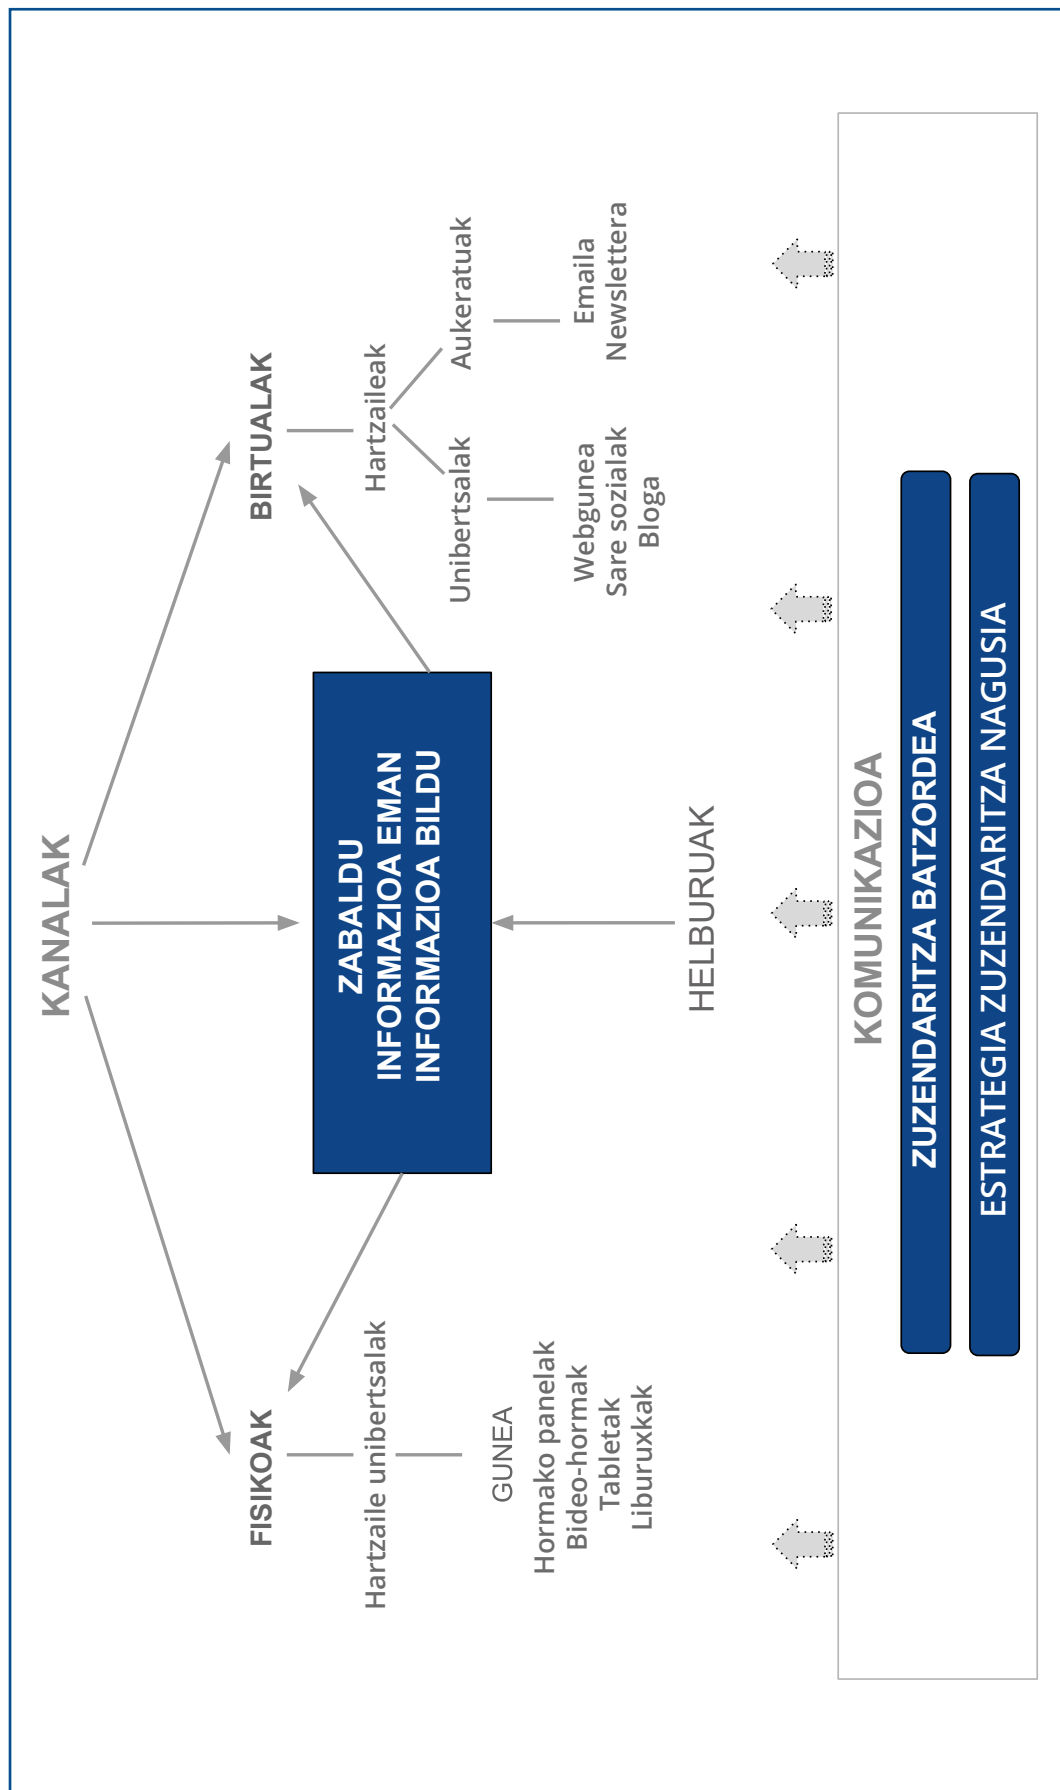 KANALAK
FISIKOAK
Hartzaile unibertsalak
GUNEA
Hormako panelak
Bideo-hormak
Tabletak
Liburuxkak
ZABALDU
INFORMAZIOA EMAN
INFORMAZIOA BILDU
BIRTUALAK
Hartzaileak
Unibertsalak
Webgunea
Sare sozialak
Bloga
Aukeratuak
Emaila
Newslettera
HELBURUAK
KOMUNIKAZIOA
ZUZENDARITZA BATZORDEA
ESTRATEGIA ZUZENDARITZA NAGUSIA